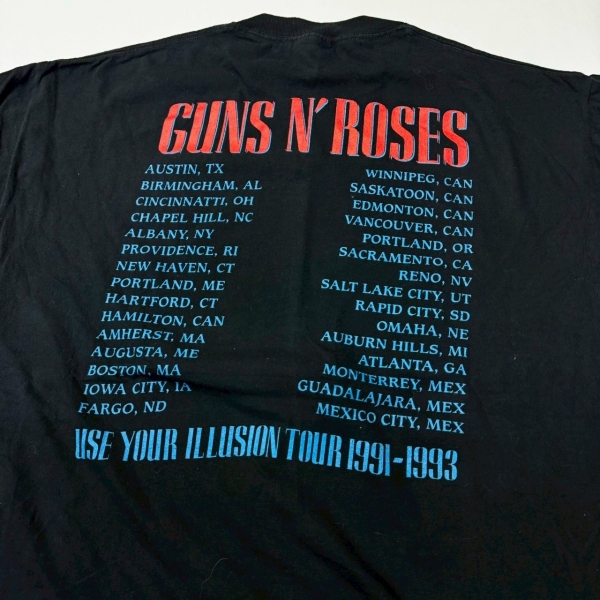 GUNS N' ROSES
AUSTIN, TX
BIRMINGHAM, AL
CINCINNATTI, OH
CHAPEL HILL, NC
ALBANY, NY
PROVIDENCE, RI
NEW HAVEN, CT
PORTLAND, ME
HARTFORD, CT
HAMILTON, CAN
AMHERST, MA
AUGUSTA, ME
BOSTON, MA
IOWA CITY, IA
FARGO, ND
WINNIPEG, CAN
SASKATOON, CAN
EDMONTON, CAN
VANCOUVER, CAN
PORTLAND, OR
SACRAMENTO, CA
RENO, NV
SALT LAKE CITY, UT
RAPID CITY, SD
OMAHA, NE
AUBURN HILLS, MI
ATLANTA, GA
MONTERREY, MEX
GUADALAJARA, MEX
MEXICO CITY, MEX
USE YOUR ILLUSION TOUR 1991-1993